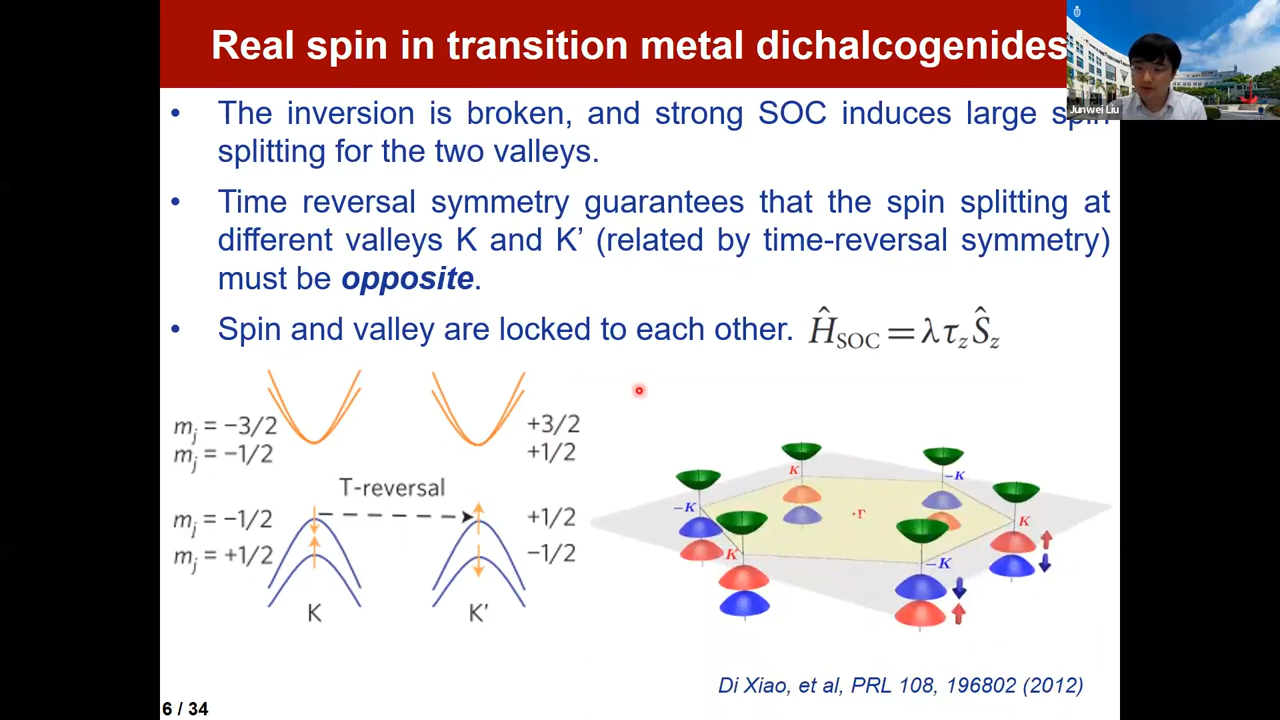 Real spin in transition metal dichalcogenides
Junwei Liu
• The inversion is broken, and strong SOC induces large spin
splitting for the two valleys.
• Time reversal symmetry guarantees that the spin splitting at
different valleys K and K’ (related by time-reversal symmetry)
must be opposite.
• Spin and valley are locked to each other. Ĥ_SOC = λτ_zŜ_z
m_j = −3/2
m_j = −1/2
+3/2
+1/2
T-reversal
m_j = −1/2
m_j = +1/2
+1/2
−1/2
K
K'
K
−K
−K
K
Γ
K
−K
Di Xiao, et al, PRL 108, 196802 (2012)
6 / 34